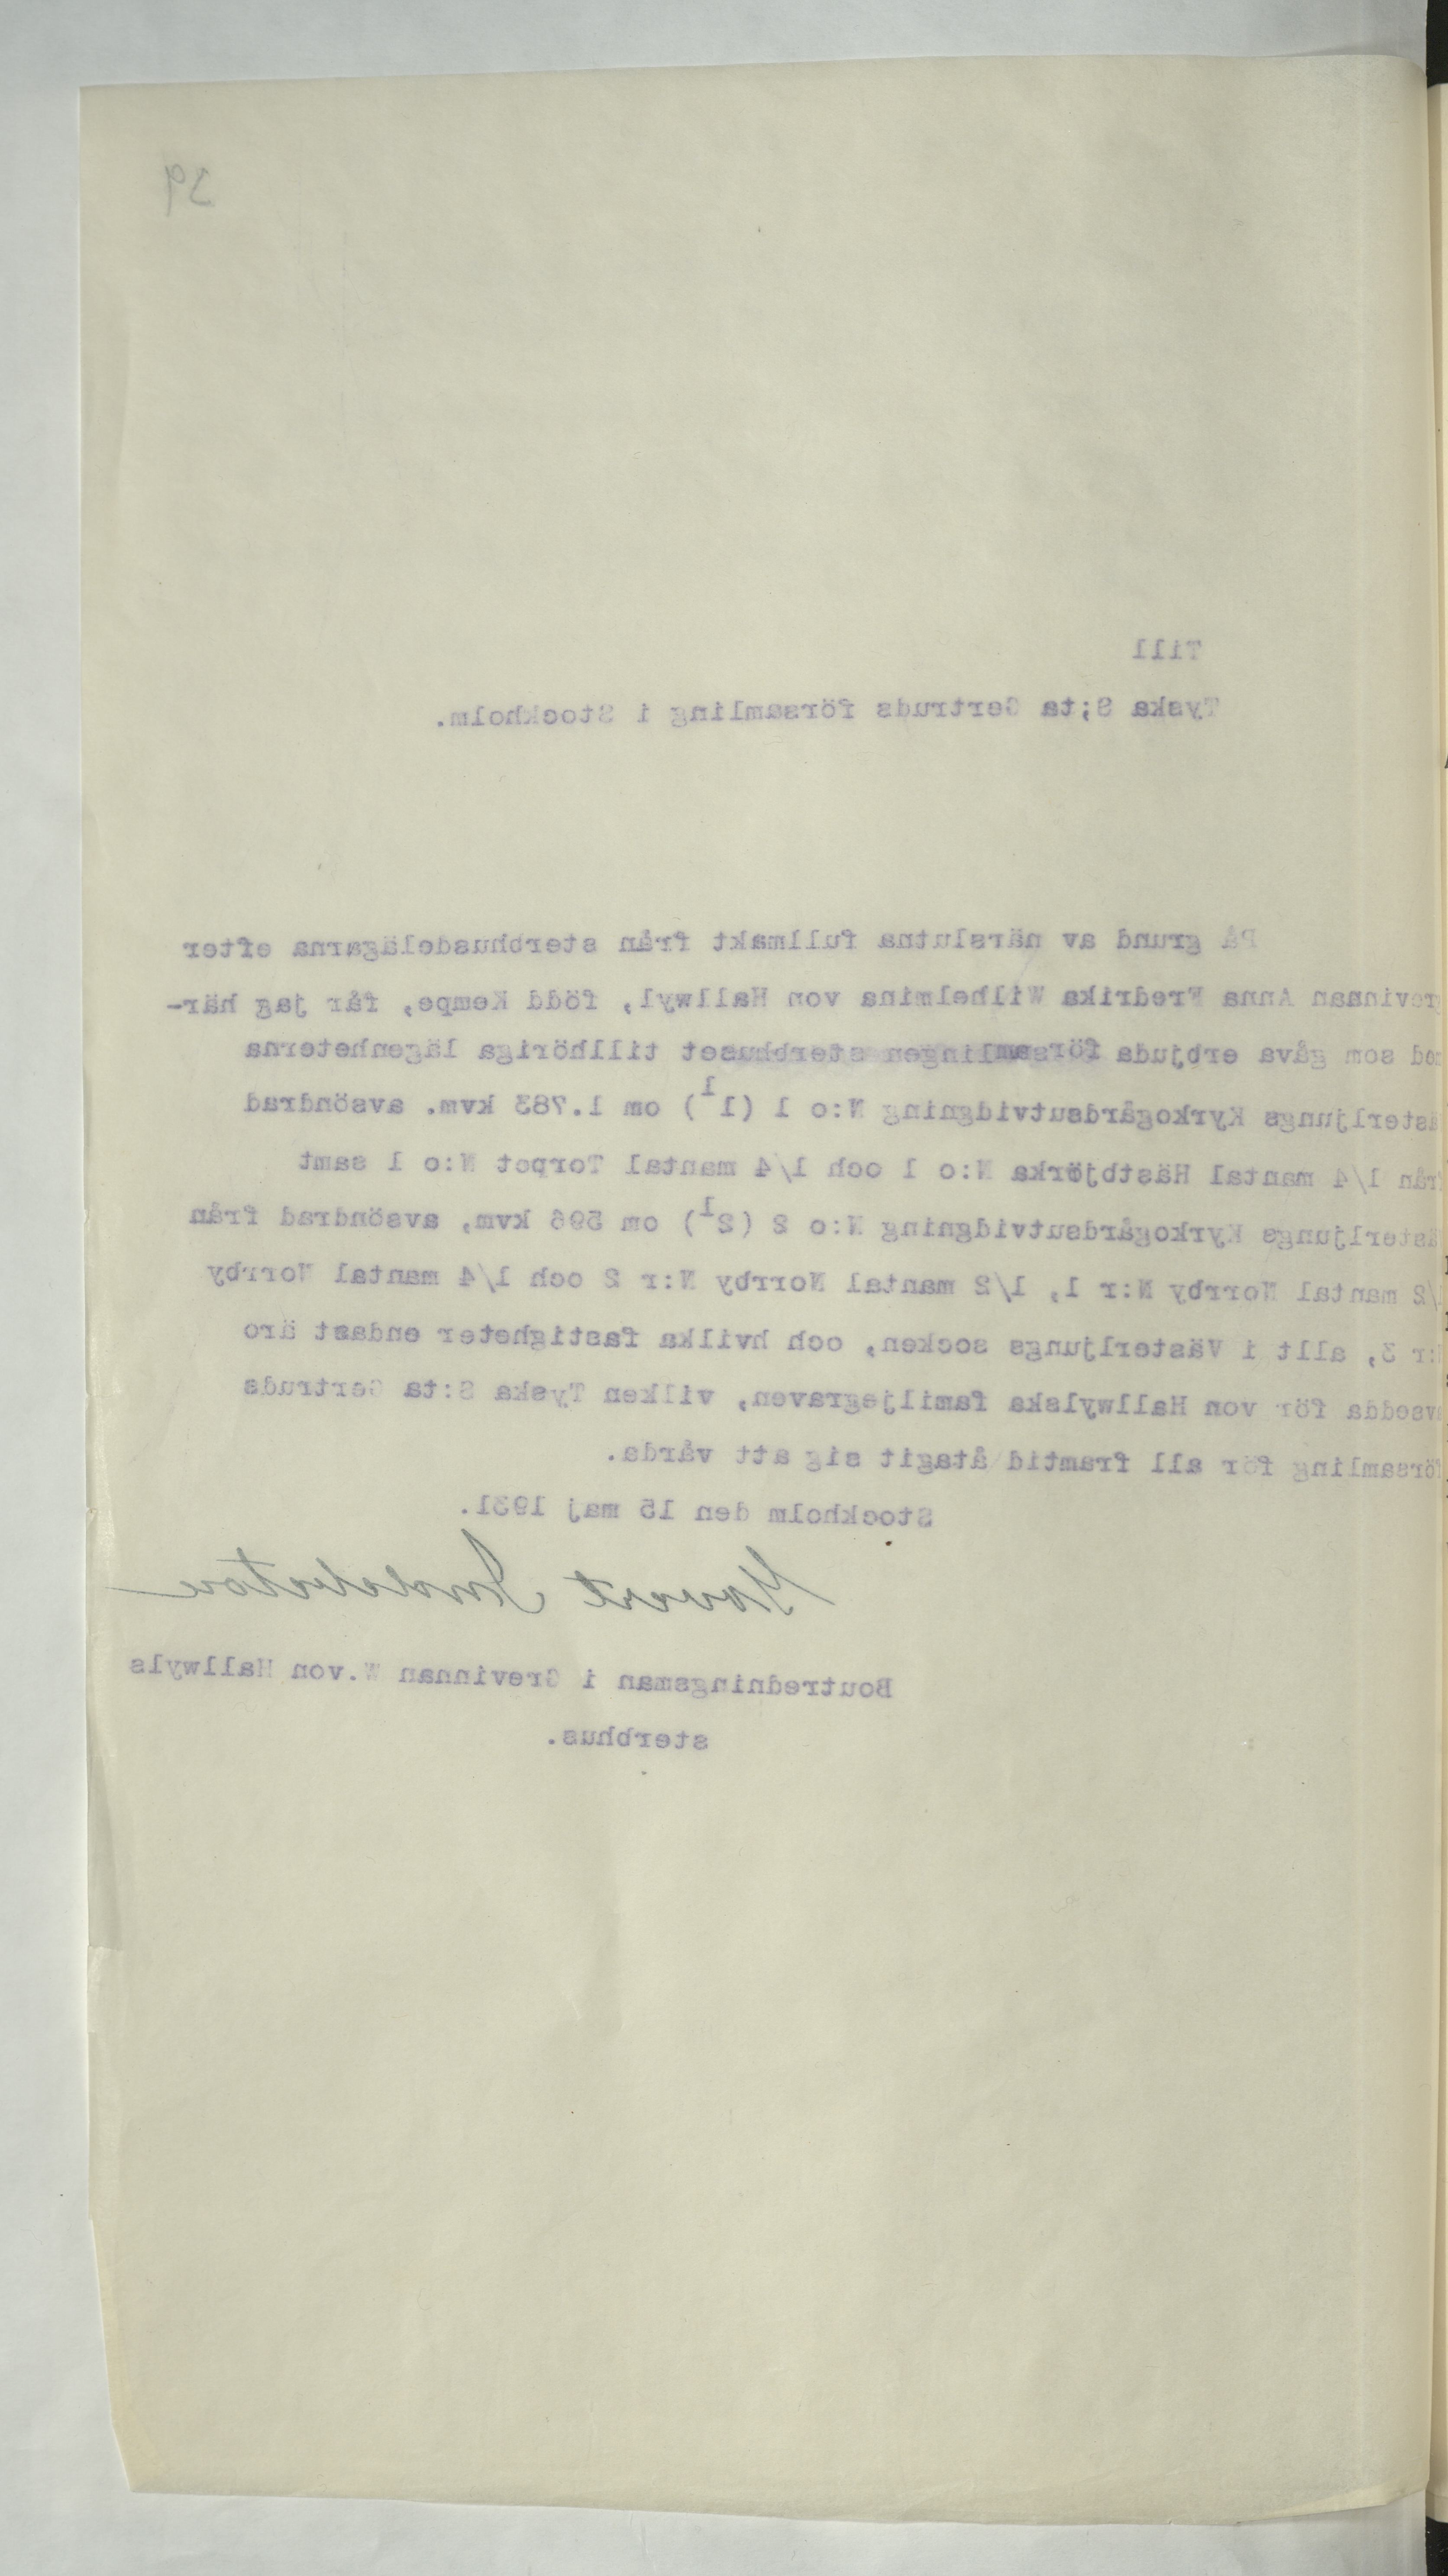 39
Till
Tyska S;ta Gertruds församling i Stockholm.
På grund av närslutna fullmakt från sterbhusdelägarna efter
grevinnan Anna Fredrika Wilhelmina von Hallwyl, född Kempe, får jag här-
med som gåva erbjuda församlingen sterbhuset tillhöriga lägenheterna
Västerljungs Kyrkogårdsutvidgning N:o 1 (1¹) om 1.783 kvm. avsöndrad
från 1/4 mantal Hästbjörka N:o 1 och 1/4 mantal Torpet N:o 1 samt
Västerljungs Kyrkogårdsutvidgning N:o 2 (2¹) om 596 kvm, avsöndrad från
1/2 mantal Norrby N:r 1, 1/2 mantal Norrby N:r 2 och 1/4 mantal Norrby
N:r 3, allt i Västerljungs socken, och hvilka fastigheter endast äro
avsedda för von Hallwylska familjegraven, vilken Tyska S:ta Gertruds
församling för all framtid åtagit sig att vårda.
Stockholm den 15 maj 1931.
Govert Indebetou
Boutredningsman i Grevinnan W.von Hallwyls
sterbhus.